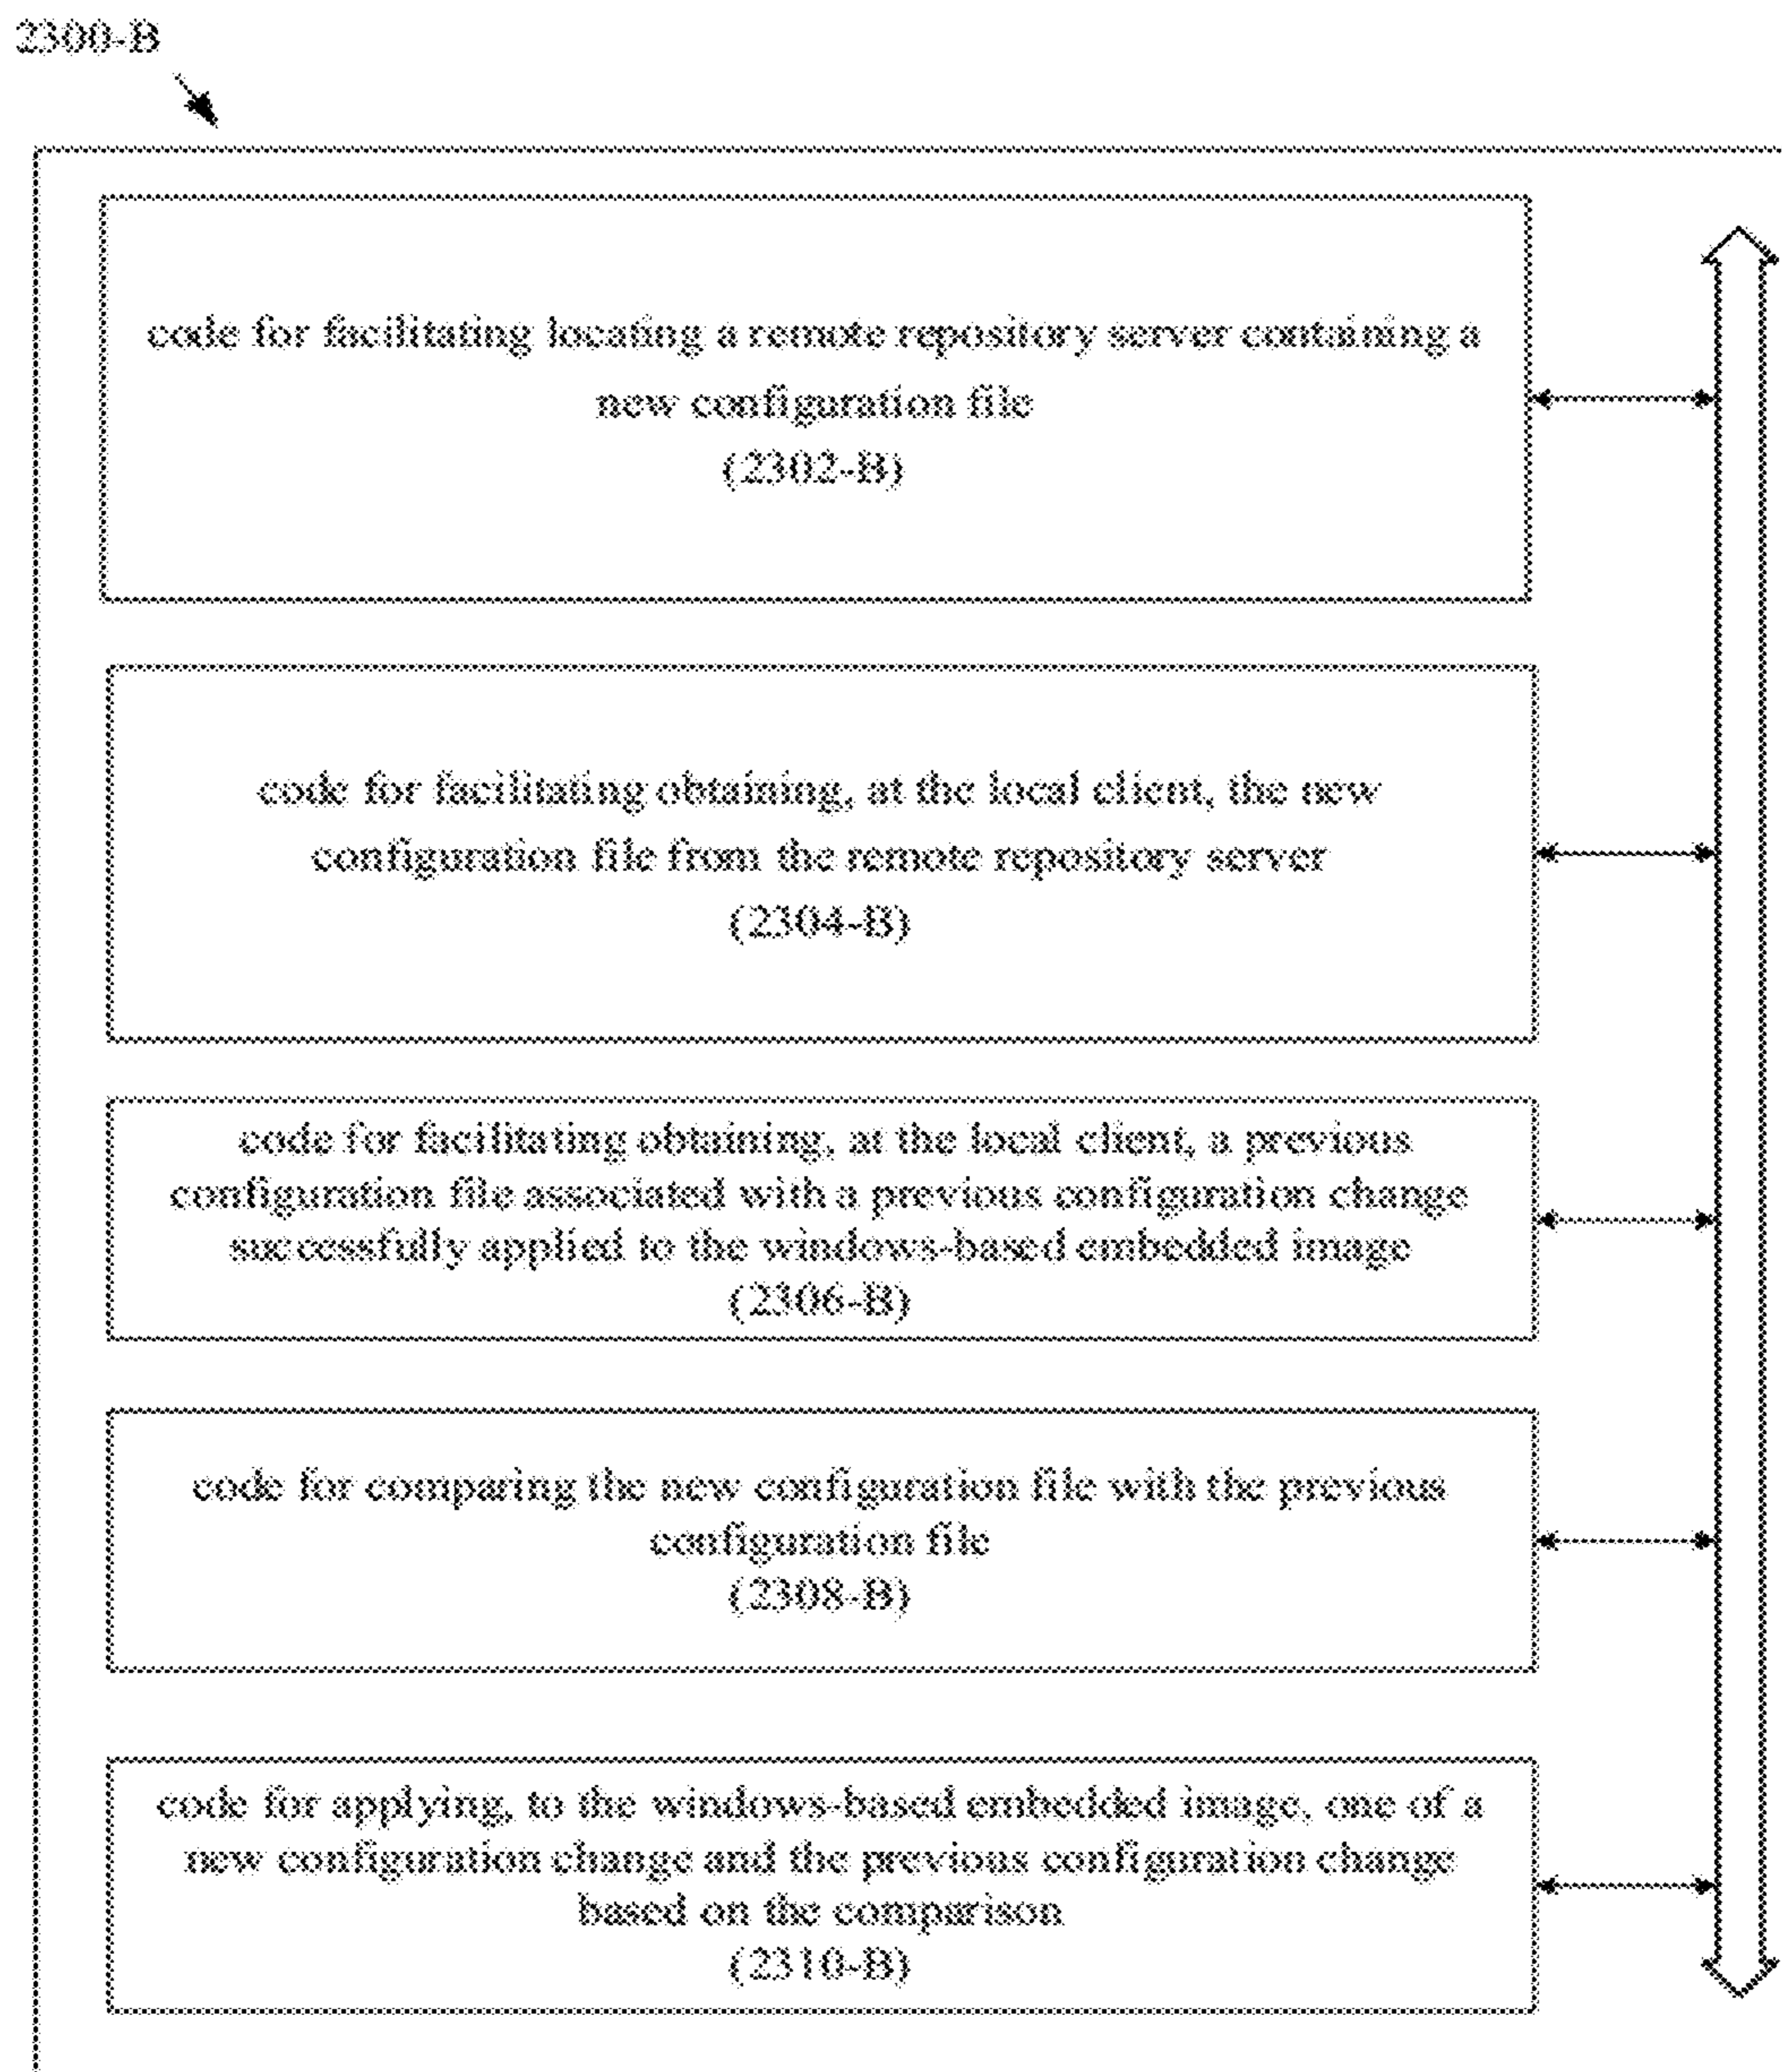 2300-B
code for facilitating locating a remote repository server containing a
new configuration file
(2302-B)
code for facilitating obtaining, at the local client, the new
configuration file from the remote repository server
(2304-B)
code for facilitating obtaining, at the local client, a previous
configuration file associated with a previous configuration change
successfully applied to the windows-based embedded image
(2306-B)
code for comparing the new configuration file with the previous
configuration file
(2308-B)
code for applying, to the windows-based embedded image, one of a
new configuration change and the previous configuration change
based on the comparison
(2310-B)